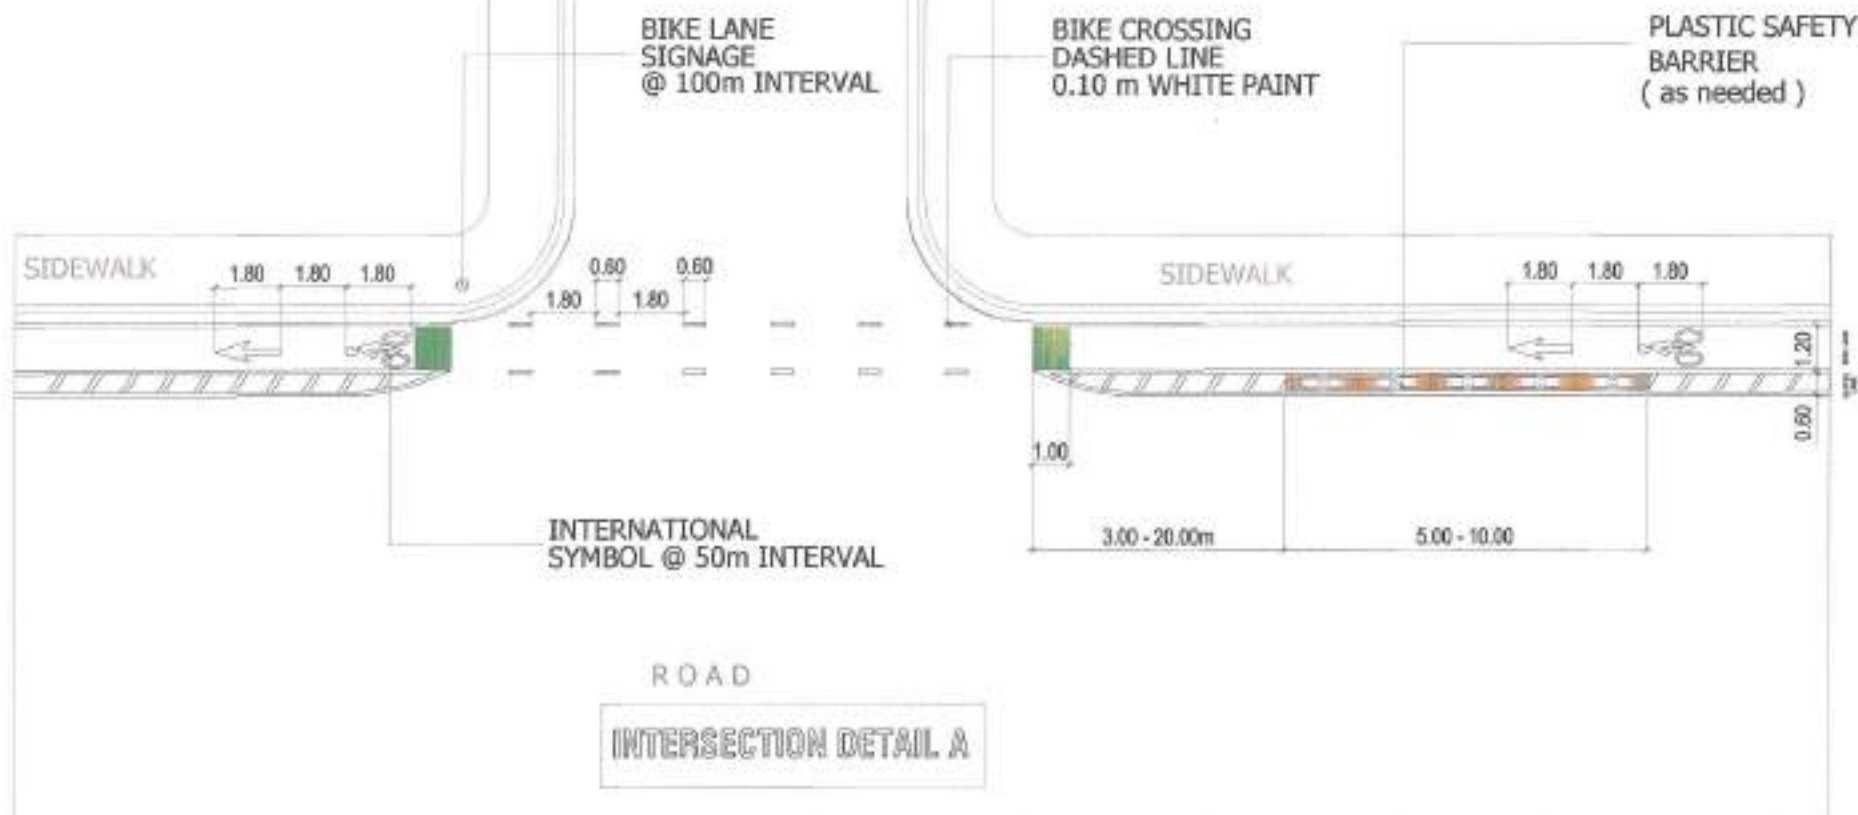 BIKE LANE
SIGNAGE
@ 100m INTERVAL
BIKE CROSSING
DASHED LINE
0.10 m WHITE PAINT
PLASTIC SAFETY
BARRIER
( as needed )
SIDEWALK
1.80 1.80 1.80
0.60 0.60
1.80 1.80
SIDEWALK
1.80 1.80 1.80
1.20
0.60
1.00
3.00 - 20.00m
5.00 - 10.00
INTERNATIONAL
SYMBOL @ 50m INTERVAL
ROAD
INTERSECTION DETAIL A